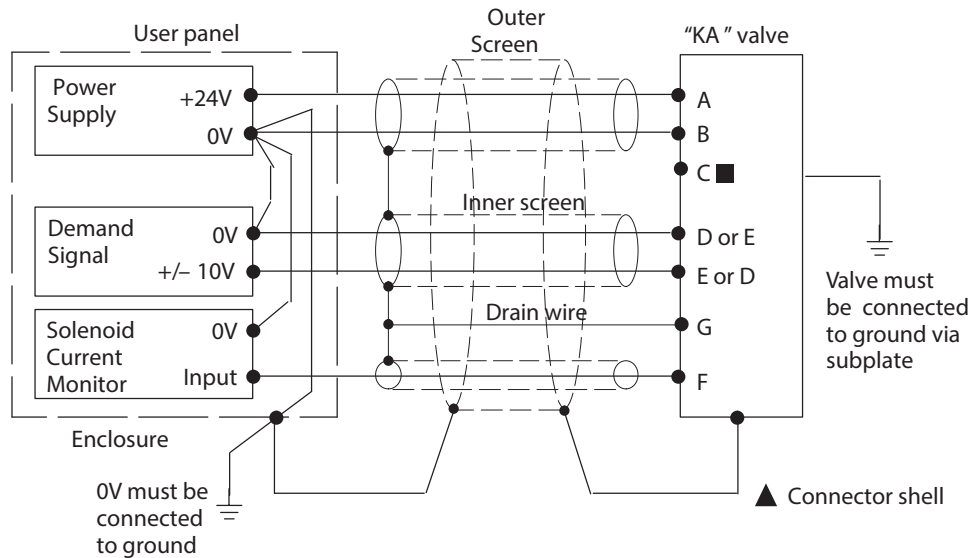 User panel
Outer
Screen
“KA ” valve
Power
Supply
+24V
0V
A
B
C ■
Inner screen
Demand
Signal
0V
+/– 10V
D or E
E or D
Valve must
be connected
to ground via
subplate
Drain wire
G
Solenoid
Current
Monitor
0V
Input
F
Enclosure
0V must be
connected
to ground
▲ Connector shell